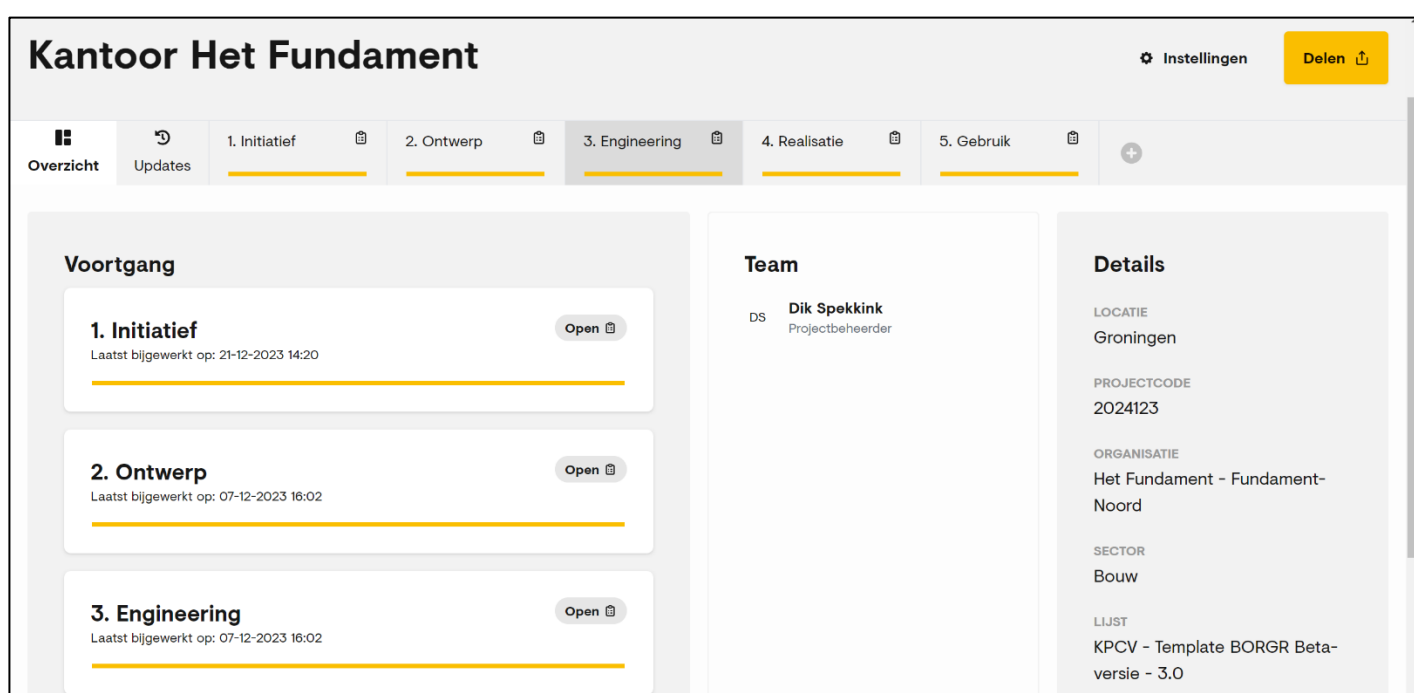 Kantoor Het Fundament
Instellingen
Delen
Overzicht
Updates
1. Initiatief
2. Ontwerp
3. Engineering
4. Realisatie
5. Gebruik
Voortgang
1. Initiatief
Open
Laatst bijgewerkt op: 21-12-2023 14:20
2. Ontwerp
Open
Laatst bijgewerkt op: 07-12-2023 16:02
3. Engineering
Open
Laatst bijgewerkt op: 07-12-2023 16:02
Team
DS
Dik Spekkink
Projectbeheerder
Details
LOCATIE
Groningen
PROJECTCODE
2024123
ORGANISATIE
Het Fundament - Fundament-
Noord
SECTOR
Bouw
LIJST
KPCV - Template BORGR Beta-
versie - 3.0